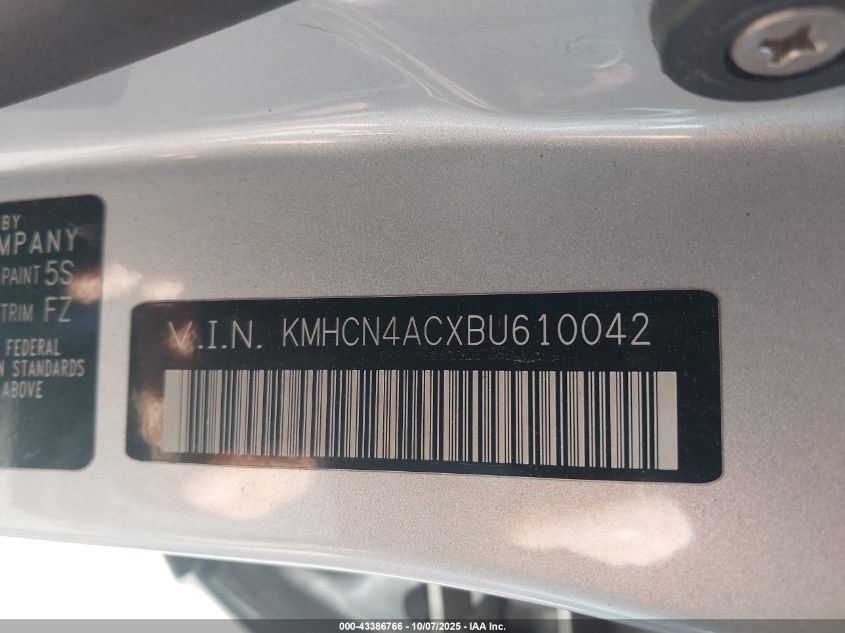 BY
MPANY
PAINT 5S
TRIM FZ
FEDERAL
N STANDARDS
ABOVE
V.I.N. KMHCN4ACXBU610042
000-43386766 - 10/07/2025 - IAA Inc.